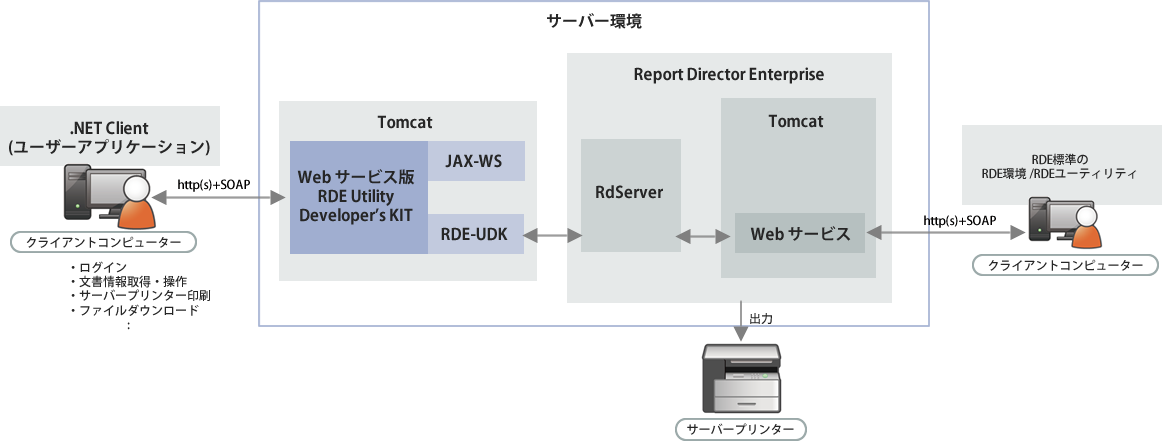 サーバー環境
.NET Client
(ユーザーアプリケーション)
クライアントコンピューター
・ログイン
・文書情報取得・操作
・サーバープリンター印刷
・ファイルダウンロード
:
http(s)+SOAP
Tomcat
Web サービス版
RDE Utility
Developer's KIT
JAX-WS
RDE-UDK
Report Director Enterprise
RdServer
Tomcat
Web サービス
http(s)+SOAP
RDE標準の
RDE環境 /RDEユーティリティ
クライアントコンピューター
出力
サーバープリンター